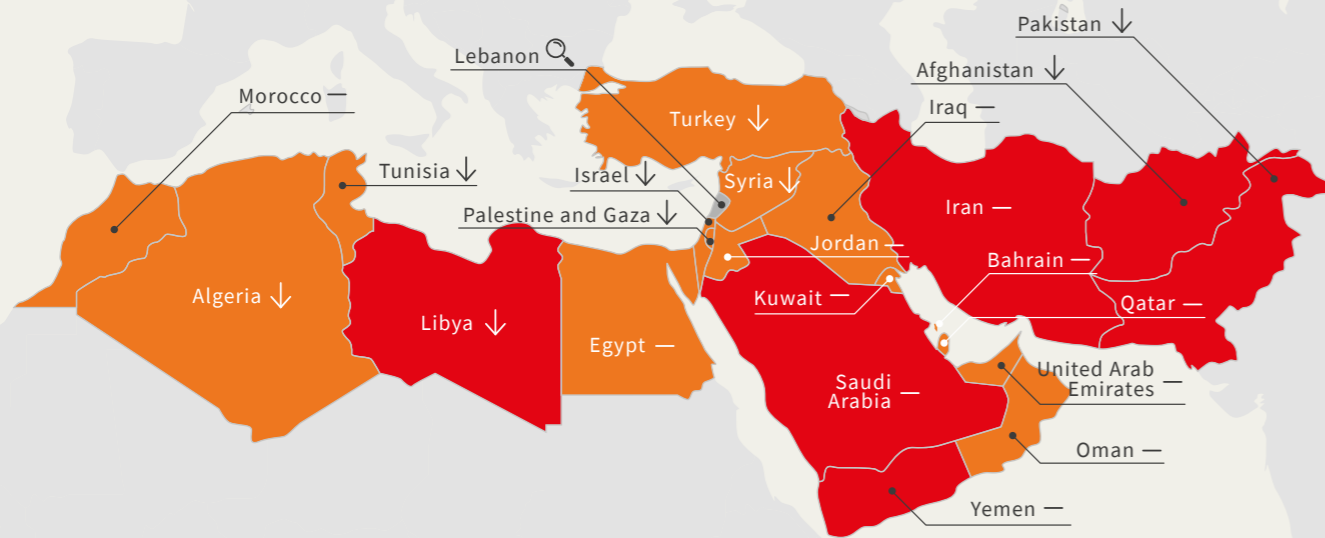 Pakistan
Lebanon
Afghanistan
Morocco
Iraq
Turkey
Tunisia
Israel
Syria
Iran
Palestine and Gaza
Jordan
Bahrain
Algeria
Kuwait
Qatar
Libya
Egypt
United Arab
Emirates
Saudi
Arabia
Oman
Yemen